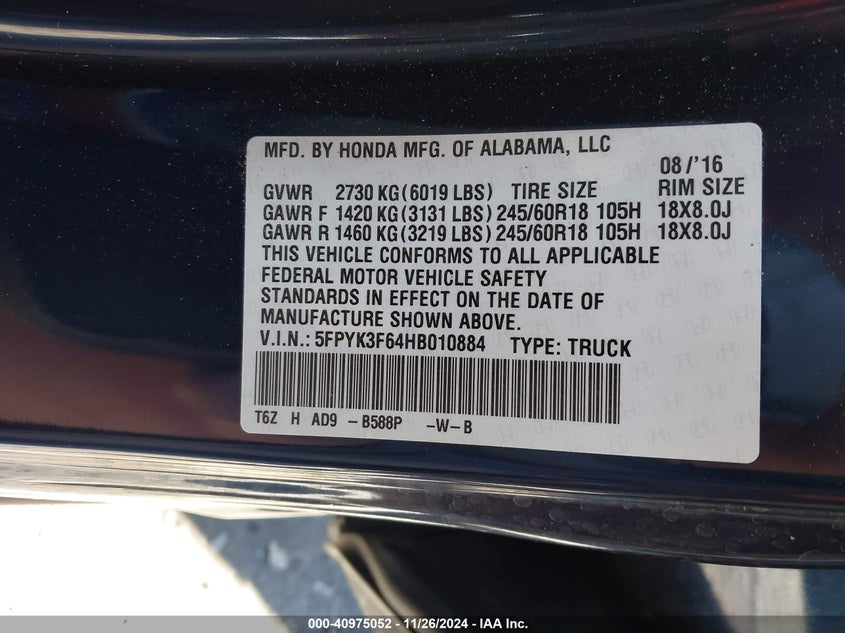 MFD. BY HONDA MFG. OF ALABAMA, LLC
08/'16
GVWR 2730 KG (6019 LBS) TIRE SIZE RIM SIZE
GAWR F 1420 KG (3131 LBS) 245/60R18 105H 18X8.0J
GAWR R 1460 KG (3219 LBS) 245/60R18 105H 18X8.0J
THIS VEHICLE CONFORMS TO ALL APPLICABLE
FEDERAL MOTOR VEHICLE SAFETY
STANDARDS IN EFFECT ON THE DATE OF
MANUFACTURE SHOWN ABOVE.
V.I.N.: 5FPYK3F64HB010884 TYPE: TRUCK
T6Z H AD9 -B588P -W-B
000-40975052 - 11/26/2024 - IAA Inc.